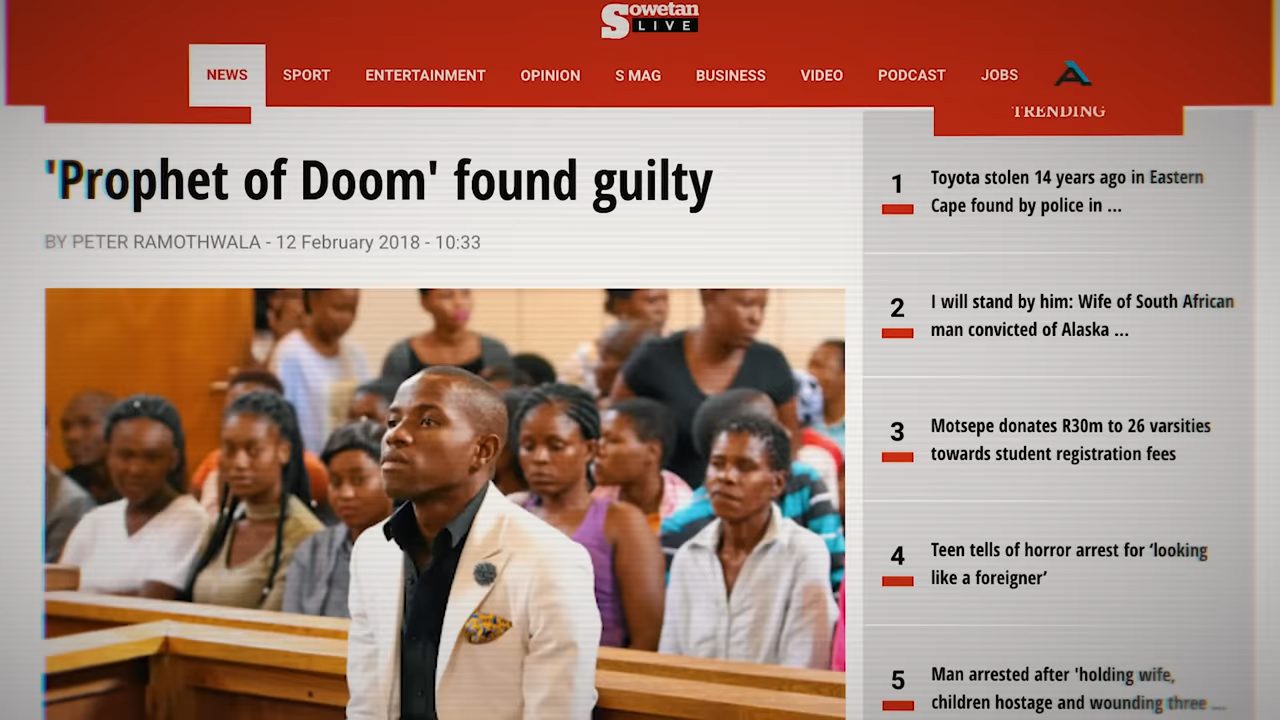 Sowetan
LIVE
NEWS SPORT ENTERTAINMENT OPINION S MAG BUSINESS VIDEO PODCAST JOBS
TRENDING
'Prophet of Doom' found guilty
BY PETER RAMOTHWALA - 12 February 2018 - 10:33
1
Toyota stolen 14 years ago in Eastern
Cape found by police in ...
2
I will stand by him: Wife of South African
man convicted of Alaska ...
3
Motsepe donates R30m to 26 varsities
towards student registration fees
4
Teen tells of horror arrest for ‘looking
like a foreigner’
5
Man arrested after 'holding wife,
children hostage and wounding three ...